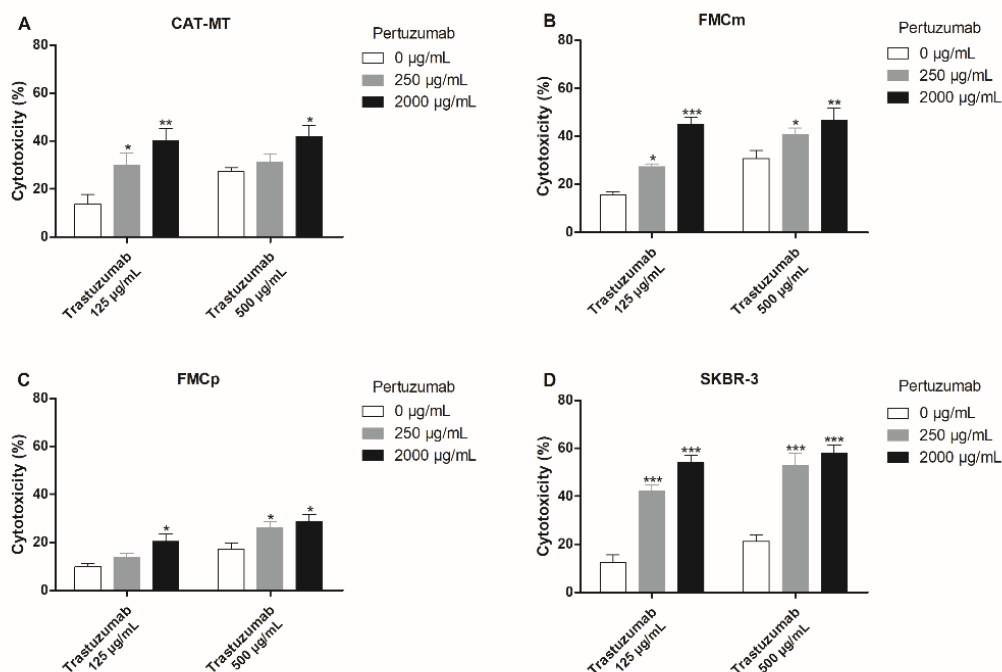 A
CAT-MT
Cytotoxicity (%)
80
60
40
20
0
*
**
*
Trastuzumab
125 µg/mL
Trastuzumab
500 µg/mL
Pertuzumab
0 µg/mL
250 µg/mL
2000 µg/mL
B
FMCm
Cytotoxicity (%)
80
60
40
20
0
*
***
*
**
Trastuzumab
125 µg/mL
Trastuzumab
500 µg/mL
Pertuzumab
0 µg/mL
250 µg/mL
2000 µg/mL
C
FMCp
Cytotoxicity (%)
80
60
40
20
0
*
*
*
Trastuzumab
125 µg/mL
Trastuzumab
500 µg/mL
Pertuzumab
0 µg/mL
250 µg/mL
2000 µg/mL
D
SKBR-3
Cytotoxicity (%)
80
60
40
20
0
***
***
***
***
Trastuzumab
125 µg/mL
Trastuzumab
500 µg/mL
Pertuzumab
0 µg/mL
250 µg/mL
2000 µg/mL